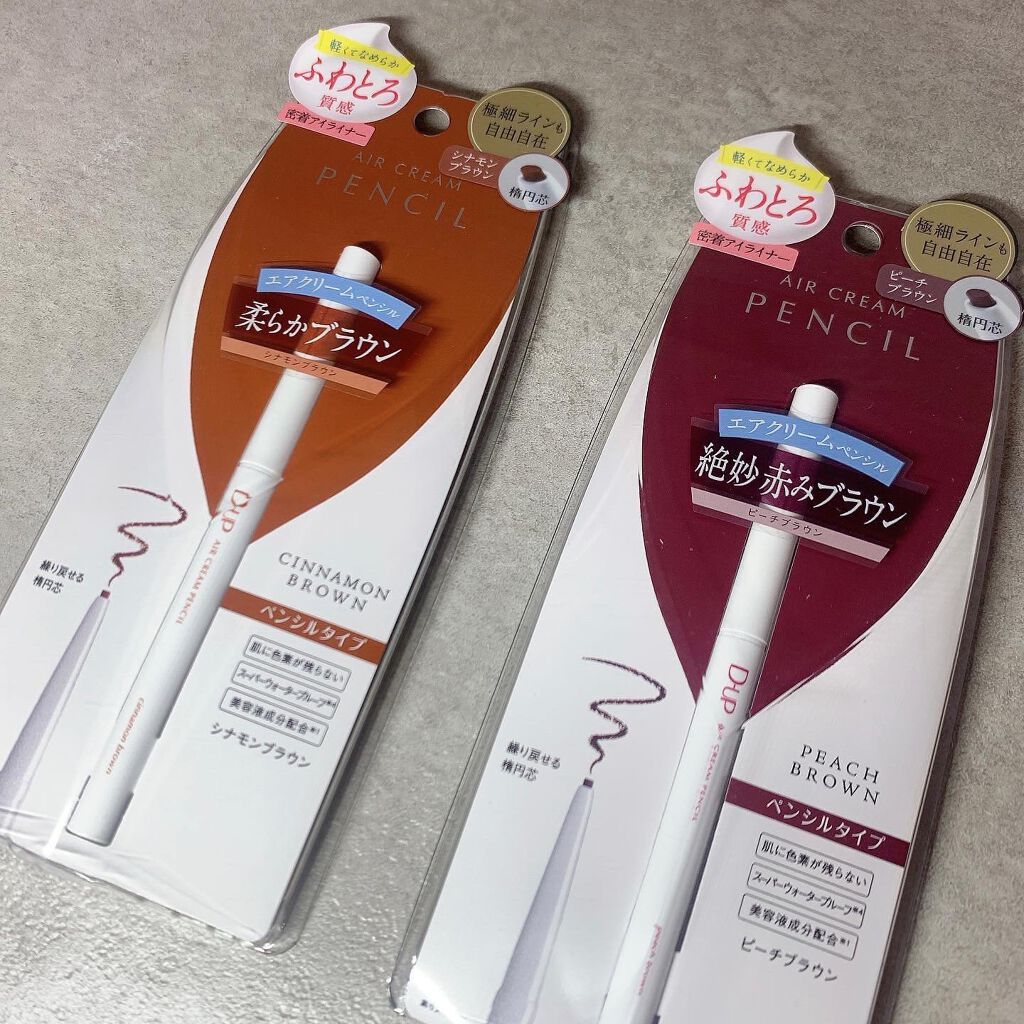 軽くてなめらか
ふわとろ
質感
密着アイライナー
極細ラインも
自由自在
シナモン
ブラウン
楕円芯
AIR CREAM
PENCIL
エアクリームペンシル
柔らかブラウン
シナモンブラウン
D-UP AIR CREAM PENCIL
cinnamon brown
繰り戻せる
楕円芯
CINNAMON
BROWN
ペンシルタイプ
肌に色素が残らない
スーパーウォータープルーフ※4
美容液成分配合※1
シナモンブラウン
軽くてなめらか
ふわとろ
質感
密着アイライナー
極細ラインも
自由自在
ピーチ
ブラウン
楕円芯
AIR CREAM
PENCIL
エアクリームペンシル
絶妙赤みブラウン
ピーチブラウン
D-UP AIR CREAM PENCIL
peach brown
繰り戻せる
楕円芯
PEACH
BROWN
ペンシルタイプ
肌に色素が残らない
スーパーウォータープルーフ※4
美容液成分配合※1
ピーチブラウン